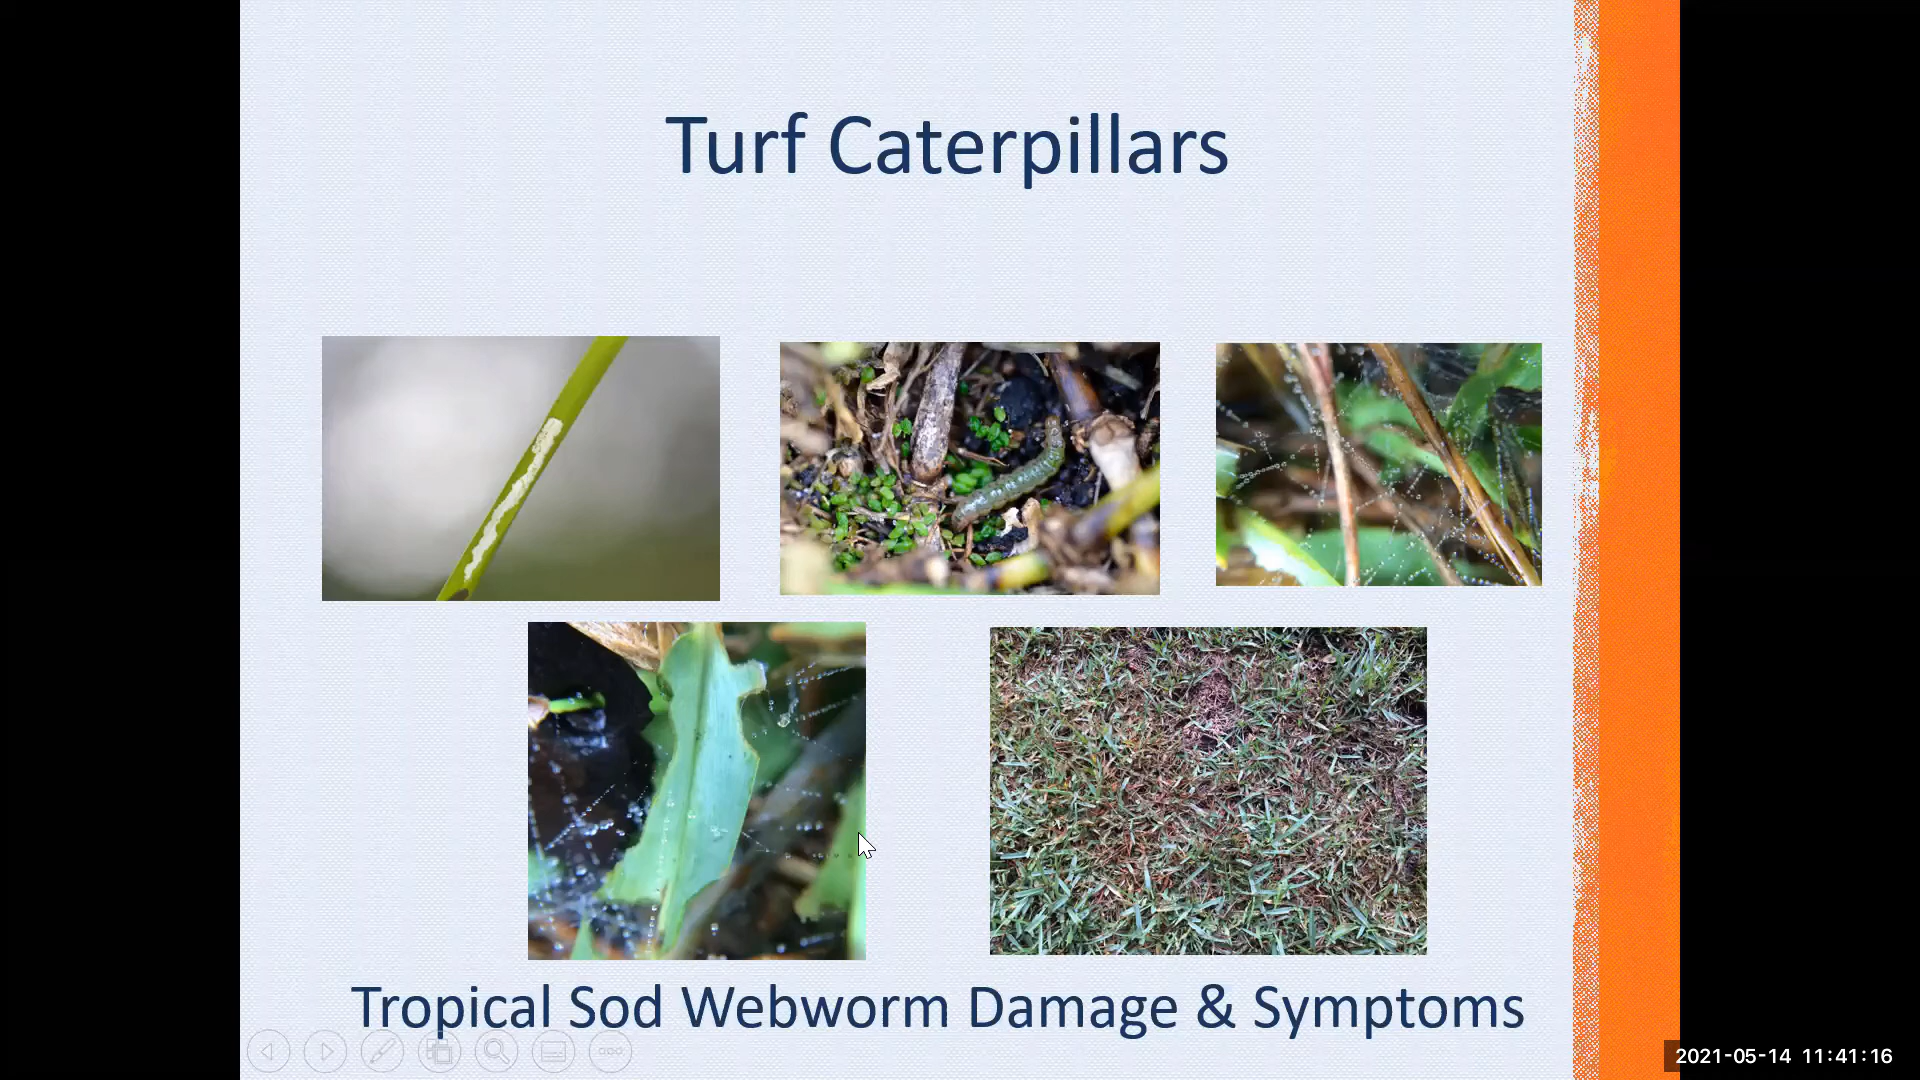 Turf Caterpillars
Tropical Sod Webworm Damage & Symptoms
2021-05-14 11:41:16